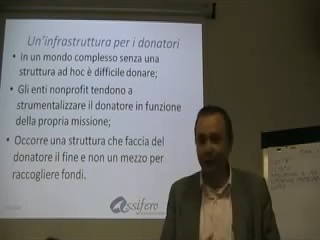 Un'infrastruttura per i donatori
• In un mondo complesso senza una
struttura ad hoc è difficile donare;
• Gli enti nonprofit tendono a
strumentalizzare il donatore in funzione
della propria missione;
• Occorre una struttura che faccia del
donatore il fine e non un mezzo per
raccogliere fondi.
Assifero